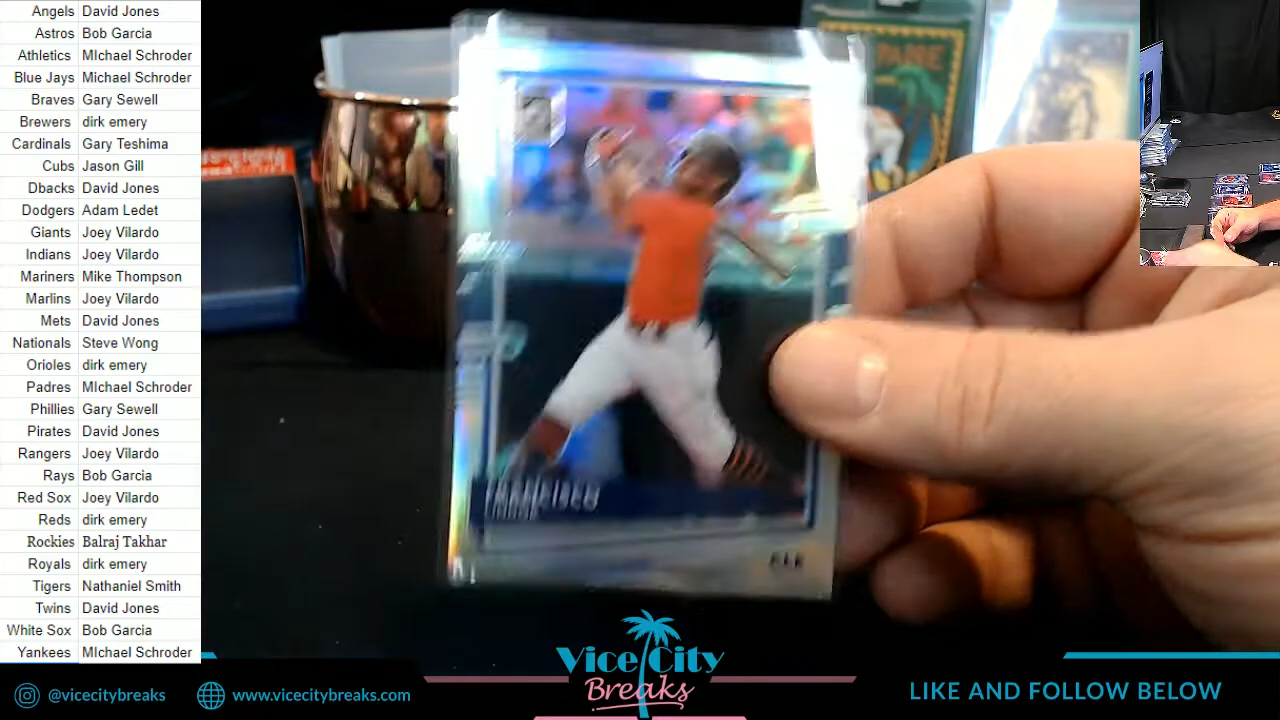 Angels David Jones
Astros Bob Garcia
Athletics MIchael Schroder
Blue Jays Michael Schroder
Braves Gary Sewell
Brewers dirk emery
Cardinals Gary Teshima
Cubs Jason Gill
Dbacks David Jones
Dodgers Adam Ledet
Giants Joey Vilardo
Indians Joey Vilardo
Mariners Mike Thompson
Marlins Joey Vilardo
Mets David Jones
Nationals Steve Wong
Orioles dirk emery
Padres MIchael Schroder
Phillies Gary Sewell
Pirates David Jones
Rangers Joey Vilardo
Rays Bob Garcia
Red Sox Joey Vilardo
Reds dirk emery
Rockies Balraj Takhar
Royals dirk emery
Tigers Nathaniel Smith
Twins David Jones
White Sox Bob Garcia
Yankees MIchael Schroder
FRANCISCO
@vicecitybreaks
www.vicecitybreaks.com
Vice City
Breaks
LIKE AND FOLLOW BELOW